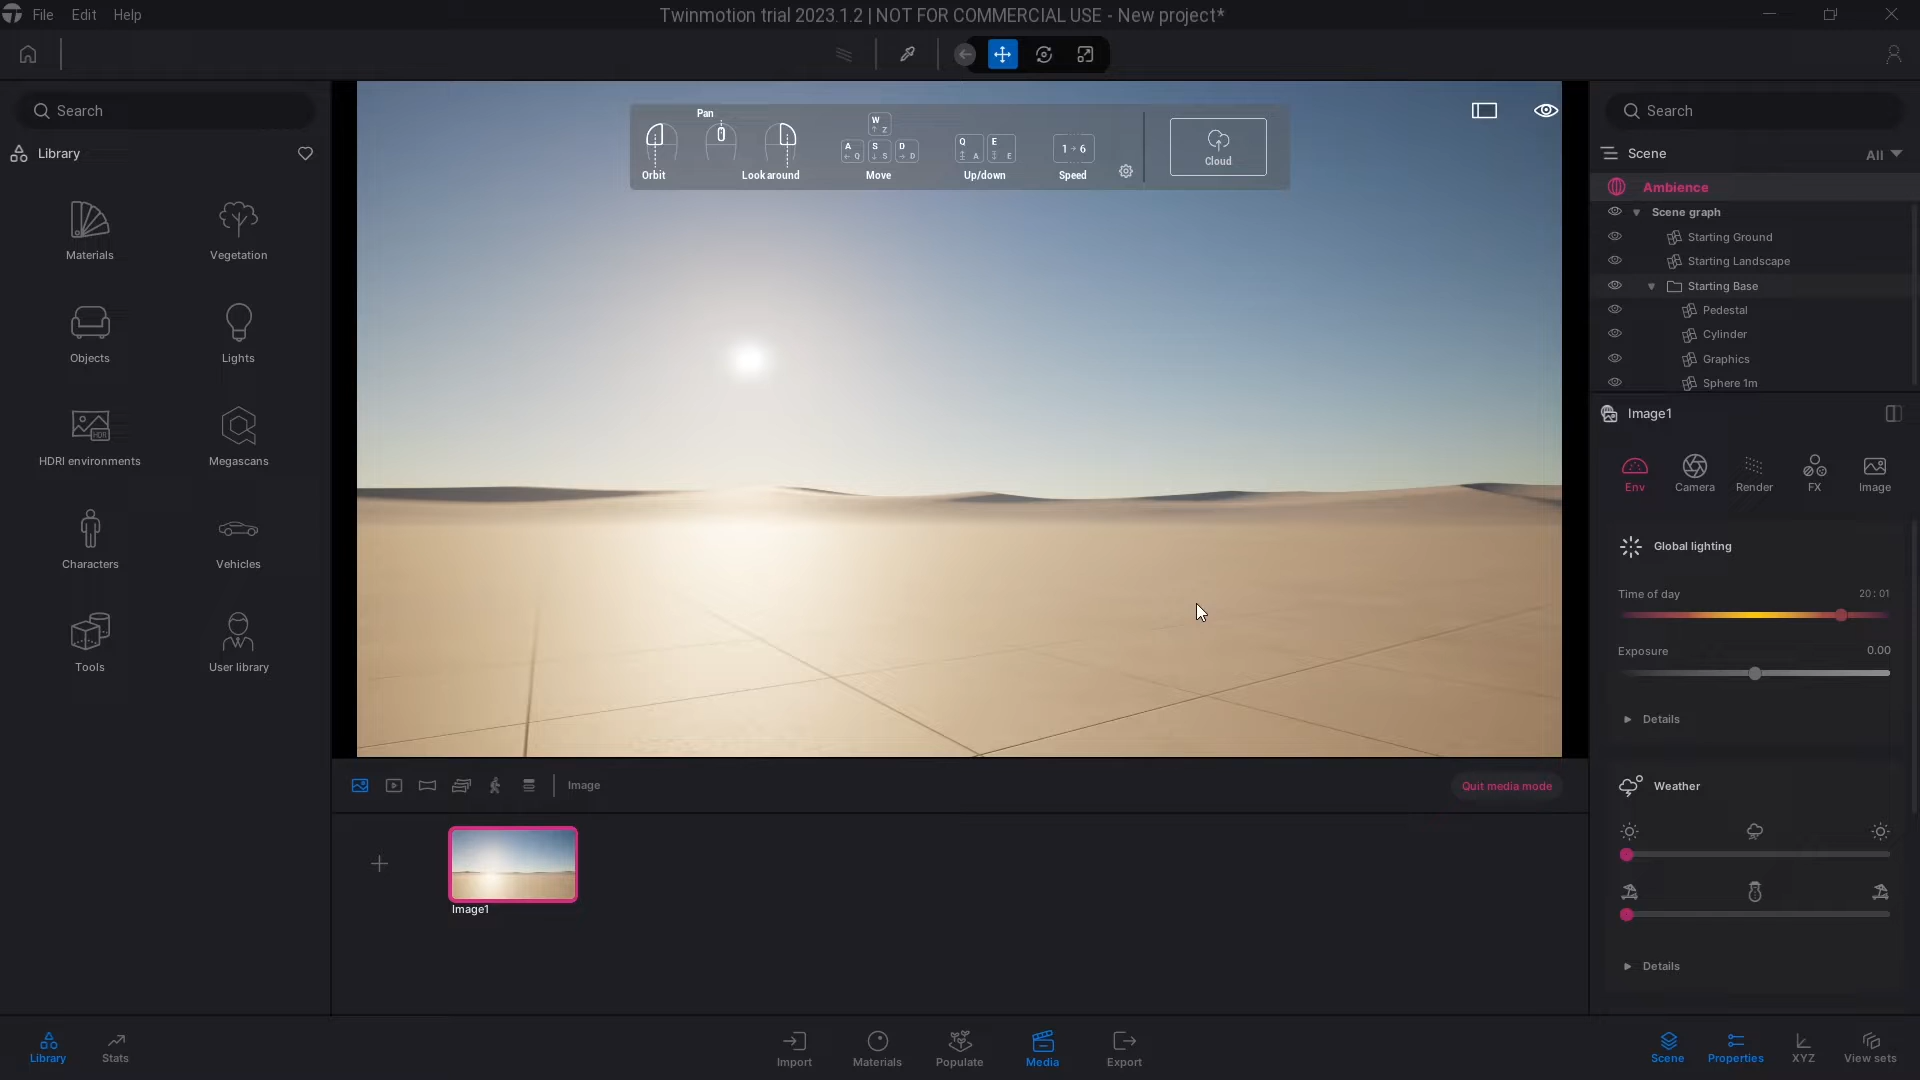 File Edit Help
Twinmotion trial 2023.1.2 | NOT FOR COMMERCIAL USE - New project*
Search
Library
Materials
Vegetation
Objects
Lights
HDR
HDRI environments
Megascans
Characters
Vehicles
Tools
User library
Pan
Orbit
Look around
W
Z
A
Q
S
S
D
D
Move
Q
A
E
E
Up/down
1 - 6
Speed
Cloud
Image
Quit media mode
Image1
Search
Scene
All
Ambience
Scene graph
Starting Ground
Starting Landscape
Starting Base
Pedestal
Cylinder
Graphics
Sphere 1m
Image1
Env
Camera
Render
FX
Image
Global lighting
Time of day 20:01
Exposure 0.00
Details
Weather
Details
Library
Stats
Import
Materials
Populate
Media
Export
Scene
Properties
XYZ
View sets